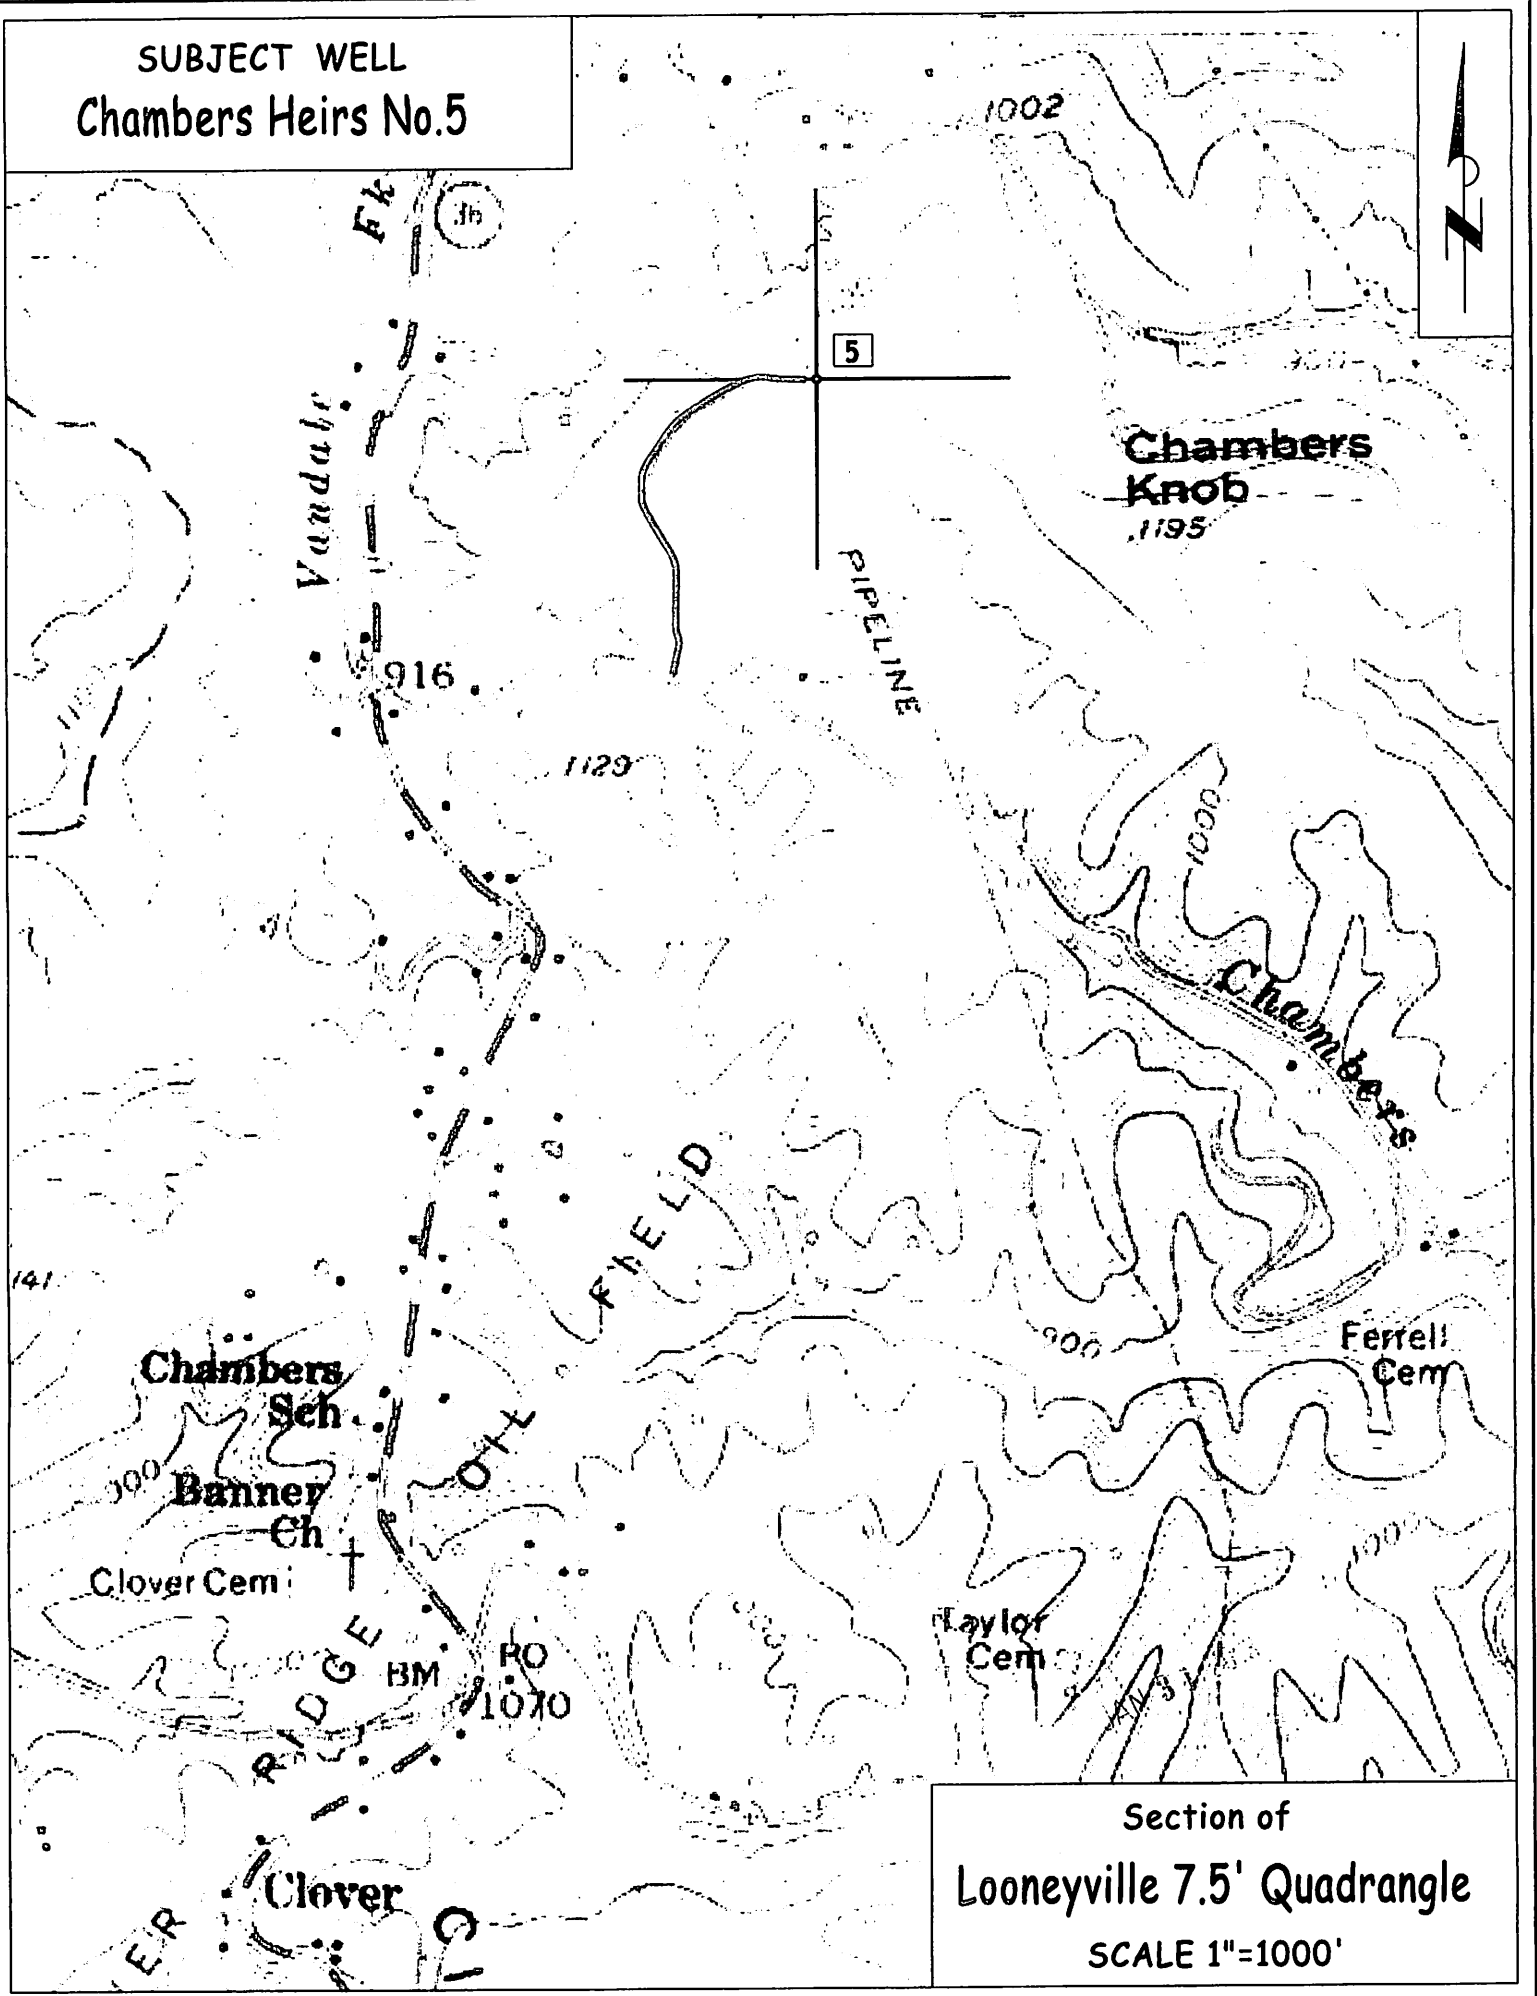 SUBJECT WELL
Chambers Heirs No.5
1002
Fk
N
5
Vandale
Chambers
Knob
1195
PIPELINE
916
1129
1000
Chambers
OIL FIELD
141
900
Ferrell
Cem
Chambers
Sch
Banner
Ch
Clover Cem
1000
Taylor
Cem
RIDGE
BM
PO
1070
Clover
ER
C
Section of
Looneyville 7.5' Quadrangle
SCALE 1"=1000'